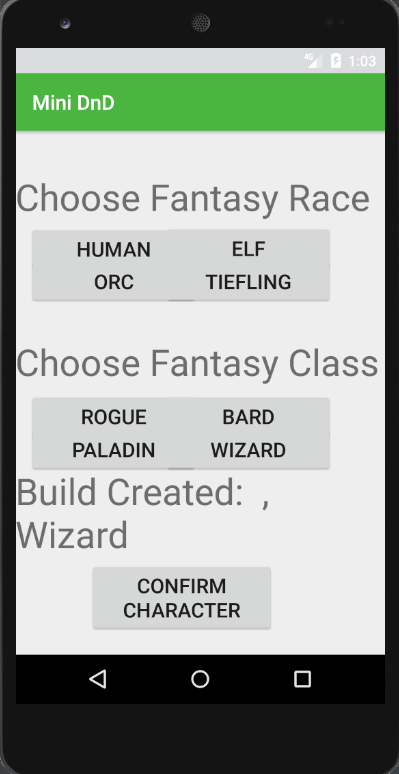 4G 1:03
Mini DnD
Choose Fantasy Race
HUMAN ELF
ORC TIEFLING
Choose Fantasy Class
ROGUE BARD
PALADIN WIZARD
Build Created:  ,
Wizard
CONFIRM
CHARACTER